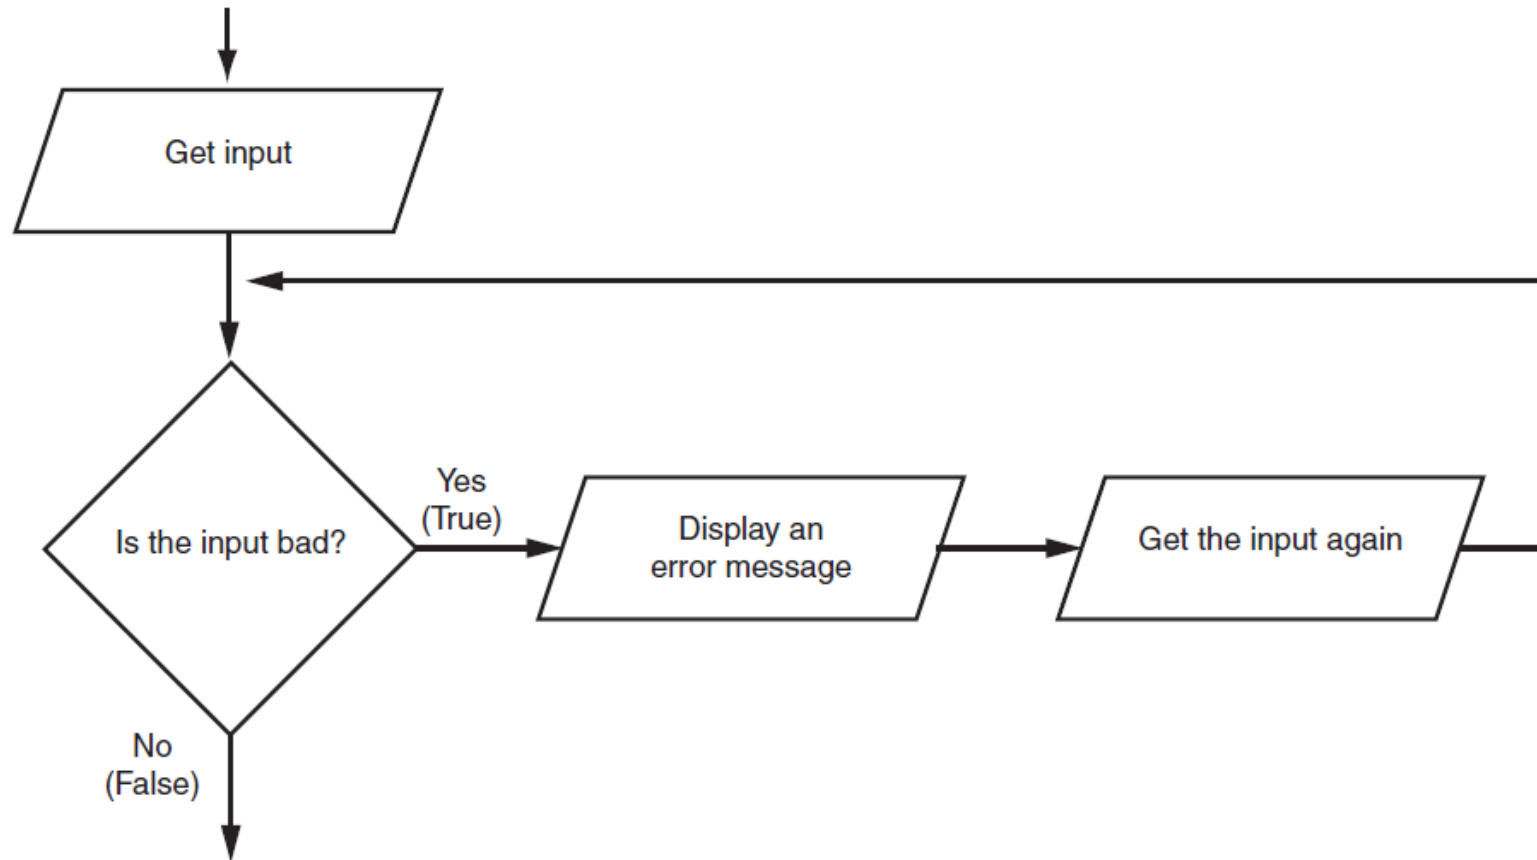 Get input
Is the input bad?
Yes
(True)
Display an
error message
Get the input again
No
(False)